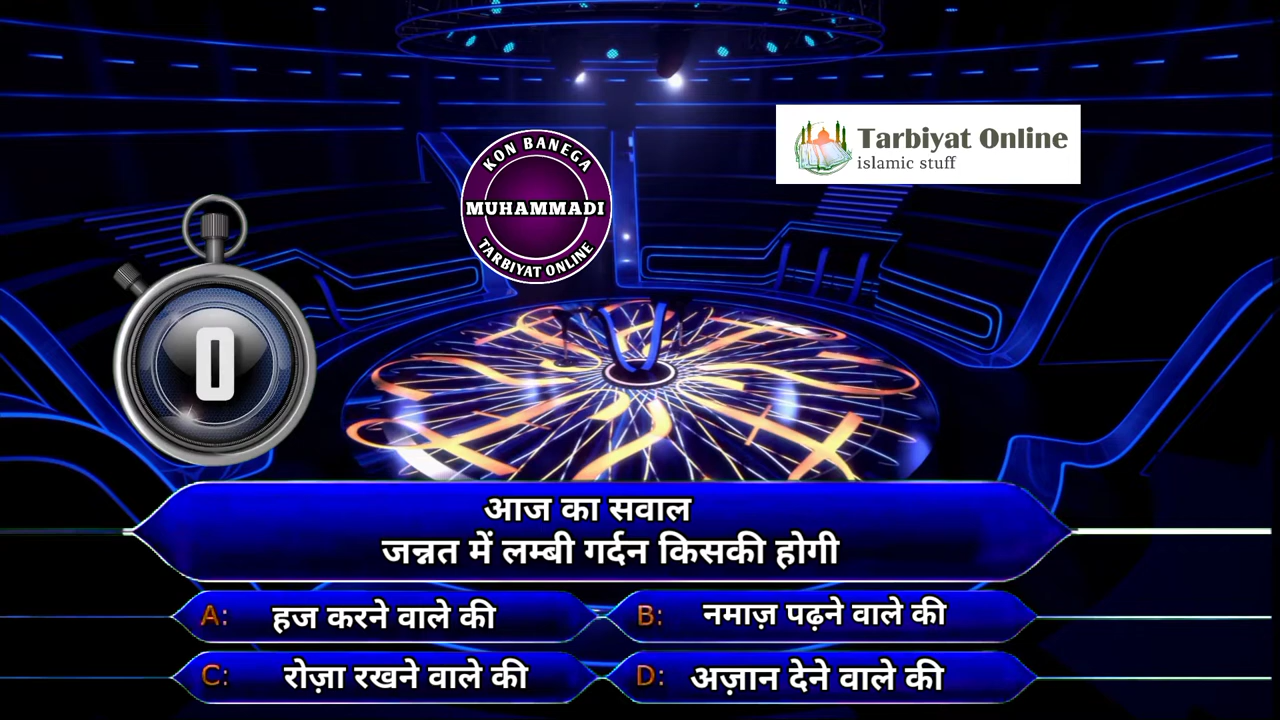 Tarbiyat Online
islamic stuff
KON BANEGA
MUHAMMADI
TARBIYAT ONLINE
0
आज का सवाल
जन्नत में लम्बी गर्दन किसकी होगी
A: हज करने वाले की
B: नमाज़ पढ़ने वाले की
C: रोज़ा रखने वाले की
D: अज़ान देने वाले की